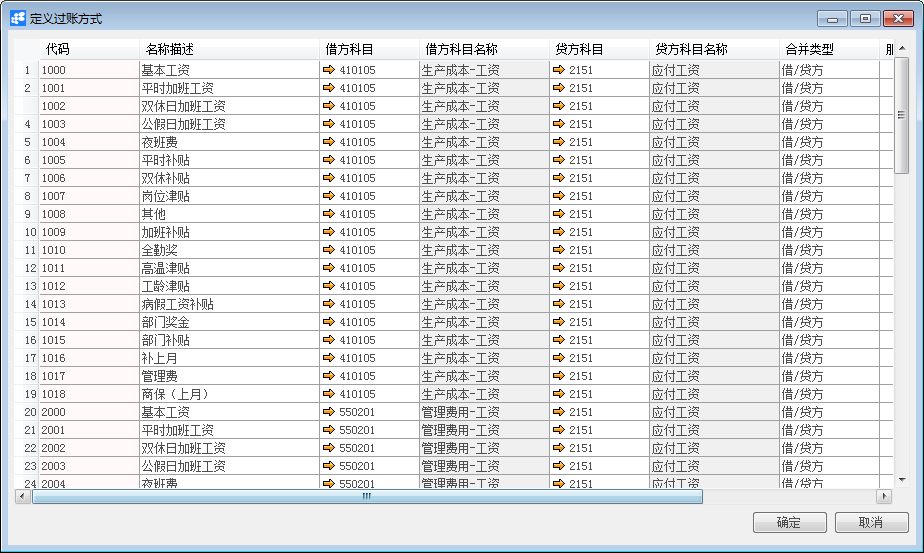 定义过账方式
代码 名称描述 借方科目 借方科目名称 贷方科目 贷方科目名称 合并类型
1 1000 基本工资 410105 生产成本-工资 2151 应付工资 借/贷方
2 1001 平时加班工资 410105 生产成本-工资 2151 应付工资 借/贷方
1002 双休日加班工资 410105 生产成本-工资 2151 应付工资 借/贷方
4 1003 公假日加班工资 410105 生产成本-工资 2151 应付工资 借/贷方
5 1004 夜班费 410105 生产成本-工资 2151 应付工资 借/贷方
6 1005 平时补贴 410105 生产成本-工资 2151 应付工资 借/贷方
7 1006 双休补贴 410105 生产成本-工资 2151 应付工资 借/贷方
8 1007 岗位津贴 410105 生产成本-工资 2151 应付工资 借/贷方
9 1008 其他 410105 生产成本-工资 2151 应付工资 借/贷方
10 1009 加班补贴 410105 生产成本-工资 2151 应付工资 借/贷方
11 1010 全勤奖 410105 生产成本-工资 2151 应付工资 借/贷方
12 1011 高温津贴 410105 生产成本-工资 2151 应付工资 借/贷方
13 1012 工龄津贴 410105 生产成本-工资 2151 应付工资 借/贷方
14 1013 病假工资补贴 410105 生产成本-工资 2151 应付工资 借/贷方
15 1014 部门奖金 410105 生产成本-工资 2151 应付工资 借/贷方
16 1015 部门补贴 410105 生产成本-工资 2151 应付工资 借/贷方
17 1016 补上月 410105 生产成本-工资 2151 应付工资 借/贷方
18 1017 管理费 410105 生产成本-工资 2151 应付工资 借/贷方
19 1018 商保（上月） 410105 生产成本-工资 2151 应付工资 借/贷方
20 2000 基本工资 550201 管理费用-工资 2151 应付工资 借/贷方
21 2001 平时加班工资 550201 管理费用-工资 2151 应付工资 借/贷方
22 2002 双休日加班工资 550201 管理费用-工资 2151 应付工资 借/贷方
23 2003 公假日加班工资 550201 管理费用-工资 2151 应付工资 借/贷方
24 2004 夜班费 550201 管理费用-工资 2151 应付工资 借/贷方
确定 取消